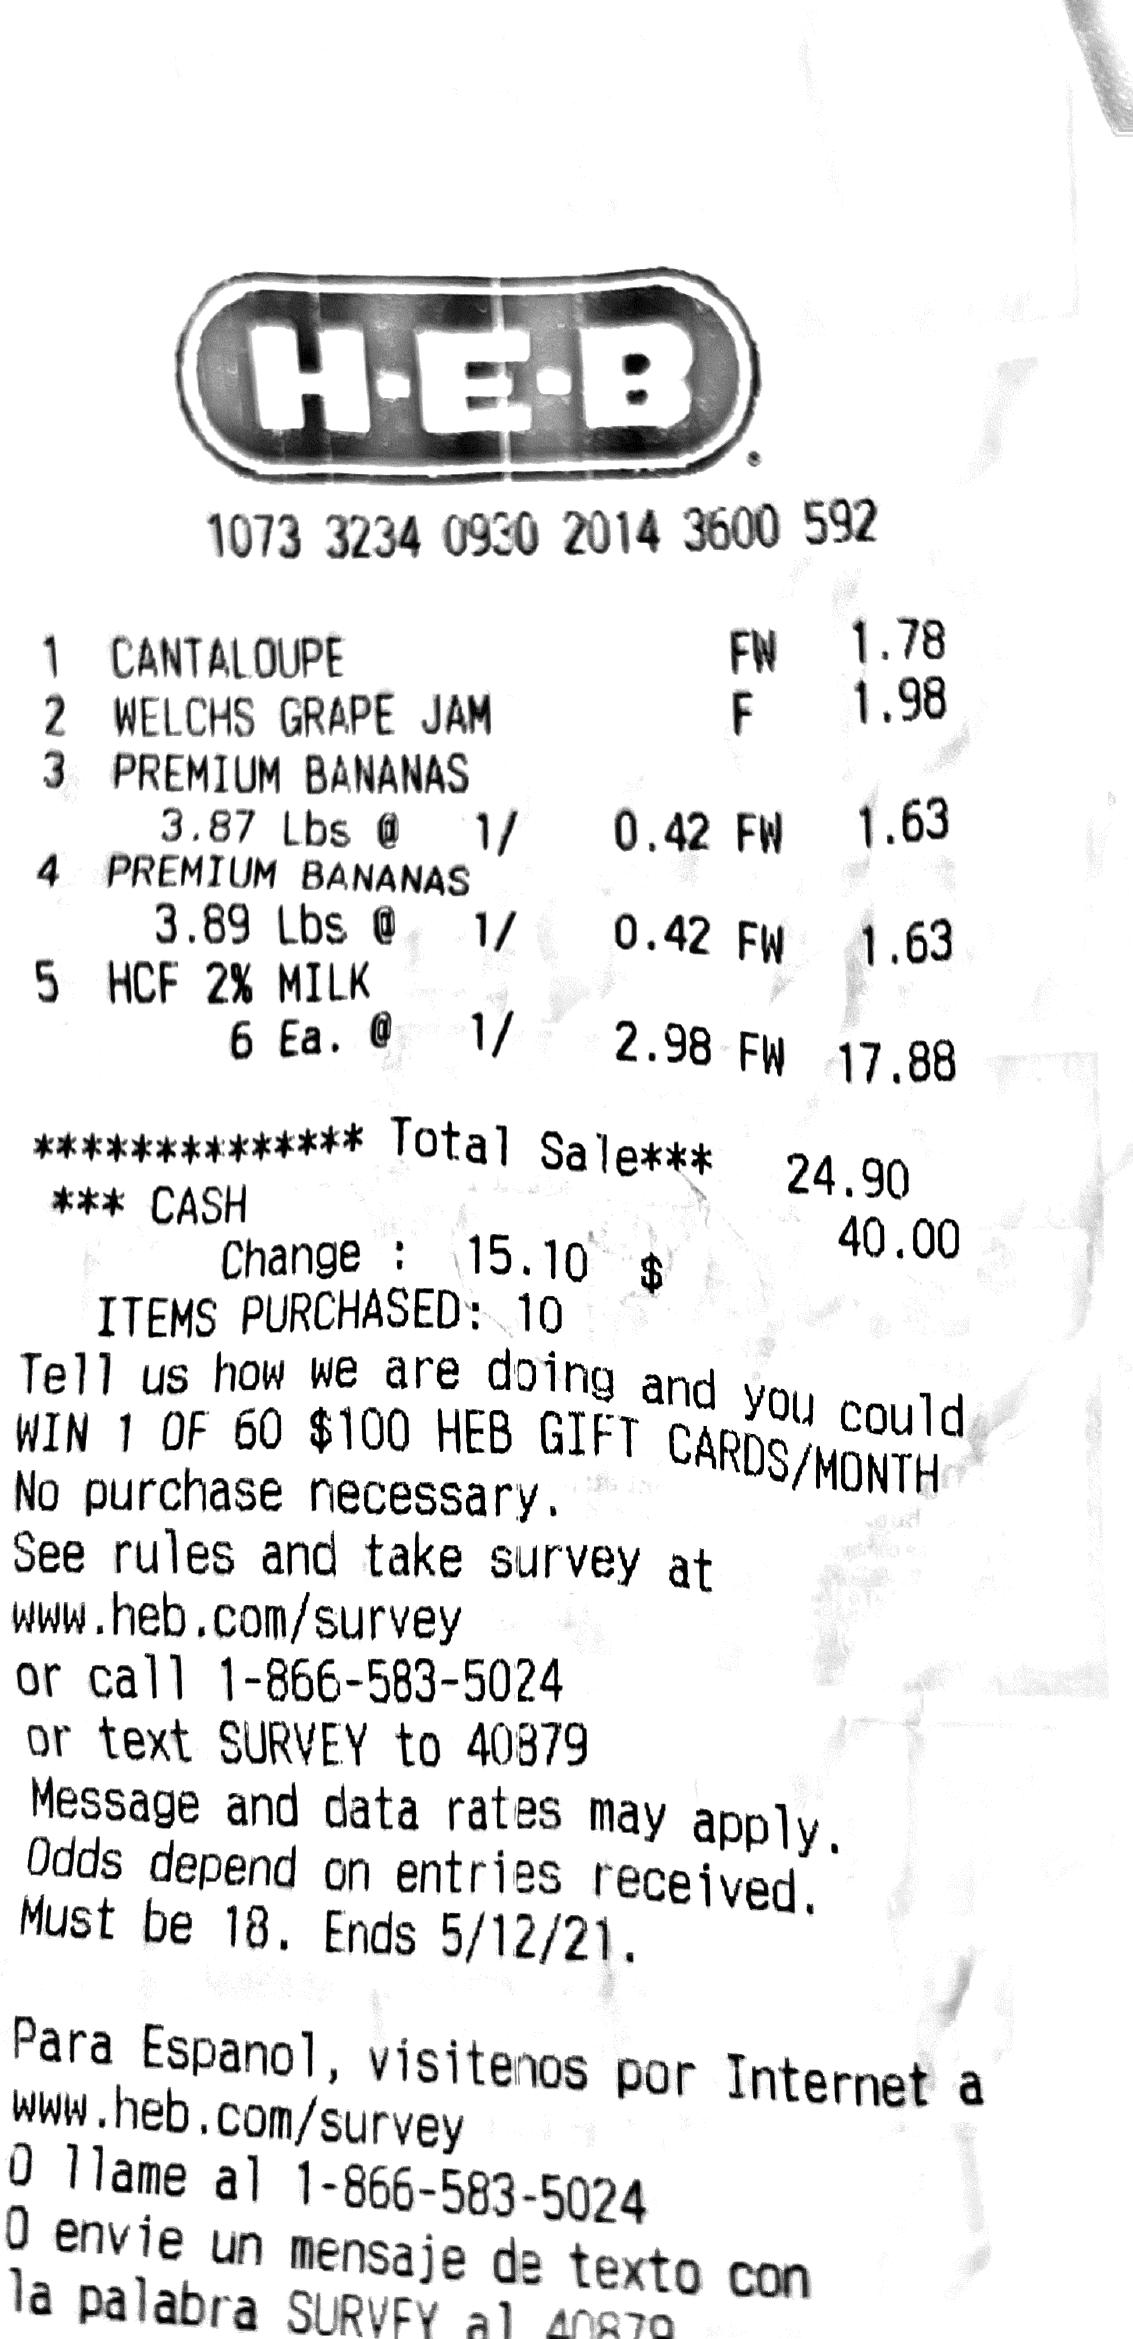 H-E-B
1073 3234 0930 2014 3600 592
1 CANTALOUPE FW 1.78
2 WELCHS GRAPE JAM F 1.98
3 PREMIUM BANANAS
3.87 Lbs @ 1/ 0.42 FW 1.63
4 PREMIUM BANANAS
3.89 Lbs @ 1/ 0.42 FW 1.63
5 HCF 2% MILK
6 Ea. @ 1/ 2.98 FW 17.88
************** Total Sale*** 24.90
*** CASH 40.00
Change : 15.10 $
ITEMS PURCHASED: 10
Tell us how we are doing and you could
WIN 1 OF 60 $100 HEB GIFT CARDS/MONTH
No purchase necessary.
See rules and take survey at
www.heb.com/survey
or call 1-866-583-5024
or text SURVEY to 40879
Message and data rates may apply.
Odds depend on entries received.
Must be 18. Ends 5/12/21.
Para Espanol, visitenos por Internet a
www.heb.com/survey
O llame al 1-866-583-5024
O envie un mensaje de texto con
la palabra SURVEY al 40879